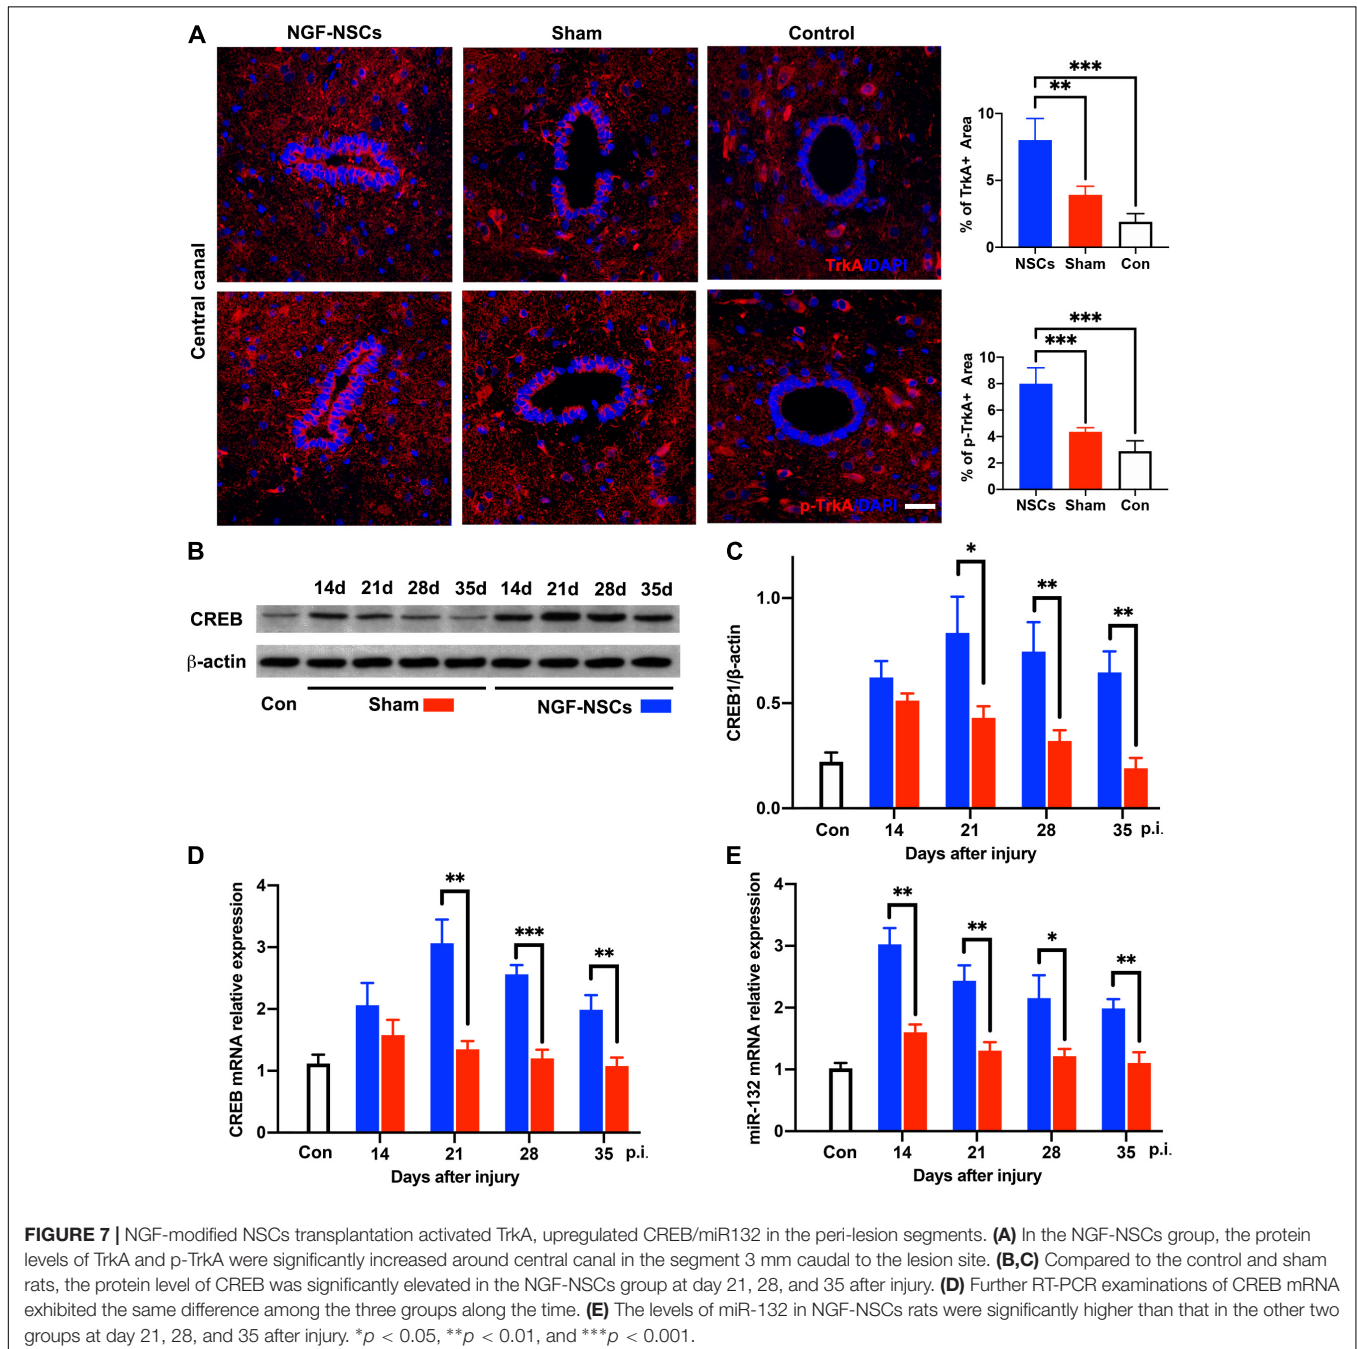 A
NGF-NSCs
Sham
Control
Central canal
TrkA/DAPI
p-TrkA/DAPI
% of TrkA+ Area
10
5
0
***
**
NSCs
Sham
Con
% of p-TrkA+ Area
10
8
6
4
2
0
***
***
NSCs
Sham
Con
B
14d 21d 28d 35d 14d 21d 28d 35d
CREB
β-actin
Con
Sham
NGF-NSCs
C
CREB1/β-actin
1.0
0.5
0.0
*
**
**
Con 14 21 28 35 p.i.
Days after injury
D
CREB mRNA relative expression
4
3
2
1
0
**
***
**
Con 14 21 28 35 p.i.
Days after injury
E
miR-132 mRNA relative expression
4
3
2
1
0
**
**
*
**
Con 14 21 28 35 p.i.
Days after injury
FIGURE 7 | NGF-modified NSCs transplantation activated TrkA, upregulated CREB/miR132 in the peri-lesion segments. (A) In the NGF-NSCs group, the protein
levels of TrkA and p-TrkA were significantly increased around central canal in the segment 3 mm caudal to the lesion site. (B,C) Compared to the control and sham
rats, the protein level of CREB was significantly elevated in the NGF-NSCs group at day 21, 28, and 35 after injury. (D) Further RT-PCR examinations of CREB mRNA
exhibited the same difference among the three groups along the time. (E) The levels of miR-132 in NGF-NSCs rats were significantly higher than that in the other two
groups at day 21, 28, and 35 after injury. *p < 0.05, **p < 0.01, and ***p < 0.001.